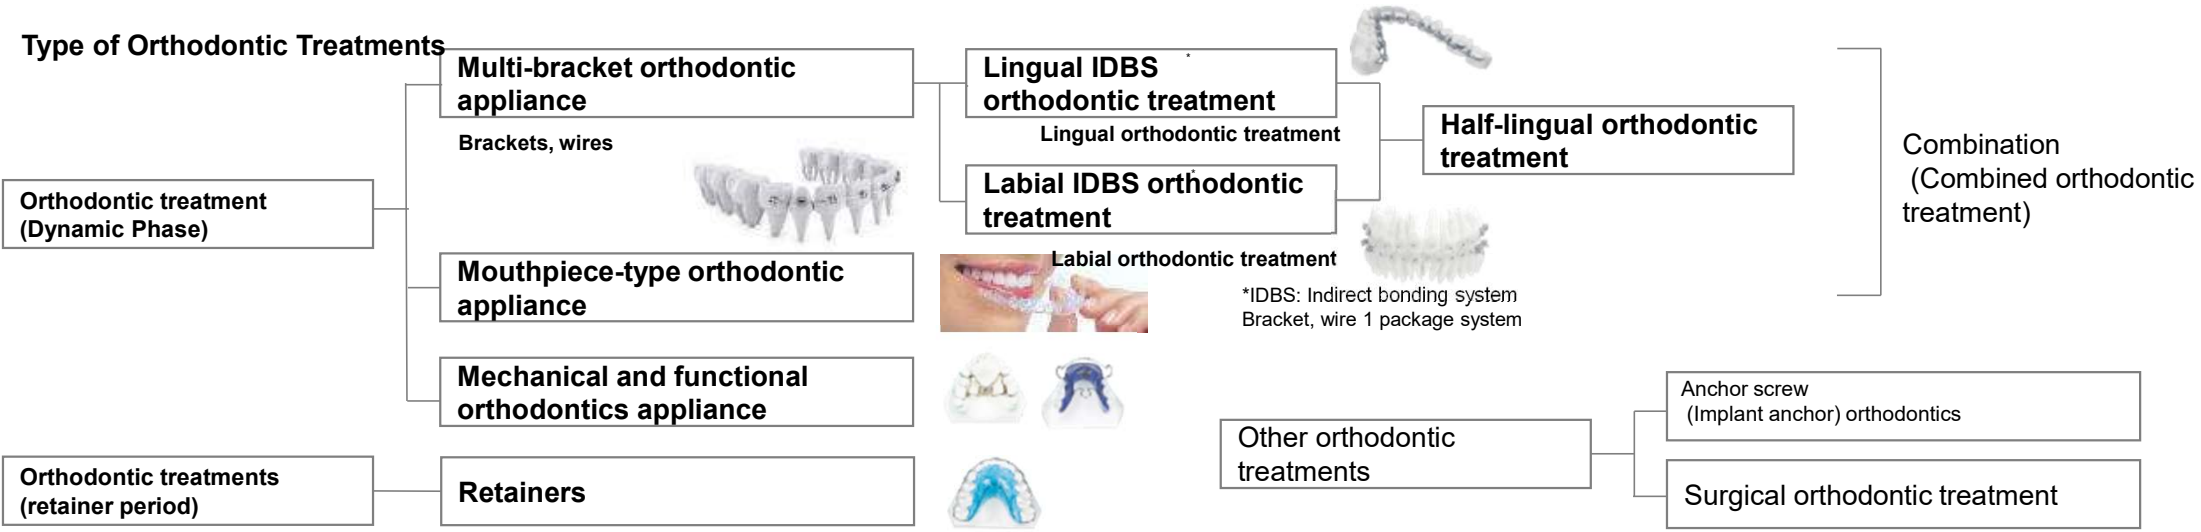 Type of Orthodontic Treatments
Orthodontic treatment
(Dynamic Phase)
Multi-bracket orthodontic
appliance
Brackets, wires
Mouthpiece-type orthodontic
appliance
Mechanical and functional
orthodontics appliance
Lingual IDBS *
orthodontic treatment
Lingual orthodontic treatment
Labial IDBS orthodontic *
treatment
Labial orthodontic treatment
*IDBS: Indirect bonding system
Bracket, wire 1 package system
Half-lingual orthodontic
treatment
Combination
(Combined orthodontic
treatment)
Orthodontic treatments
(retainer period)
Retainers
Other orthodontic
treatments
Anchor screw
(Implant anchor) orthodontics
Surgical orthodontic treatment